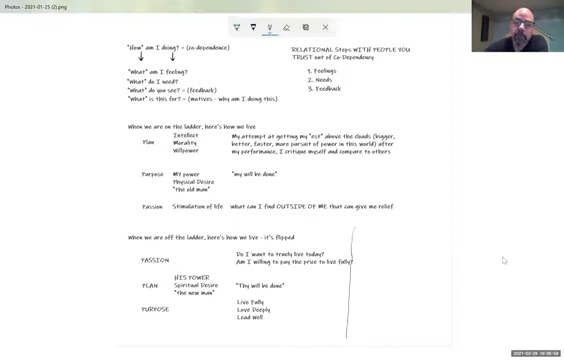 Photos - 2021-01-25 (2).png
"How" am I doing? = (co-dependence)
"What" am I feeling?
"What" do I need?
"What" do you see? = (feedback)
"What" is this for? = (motives - why am I doing this)
RELATIONAL Steps WITH PEOPLE YOU
TRUST out of Co-Dependency
1. Feelings
2. Needs
3. Feedback
When we are on the ladder, here's how we live
Plan
Intellect
Morality
Willpower
My attempt at getting my "est" above the clouds (bigger,
better, faster, more pursuit of power in this world) after
my performance, I critique myself and compare to others
Purpose
MY power
Physical Desire
"the old man"
"my will be done"
Passion
Stimulation of life
what can I find OUTSIDE OF ME that can give me relief
When we are off the ladder, here's how we live - it's flipped
PASSION
Do I want to truely live today?
Am I willing to pay the price to live fully?
PLAN
HIS POWER
Spiritual Desire
"the new man"
"Thy will be done"
PURPOSE
Live Fully
Love Deeply
Lead Well